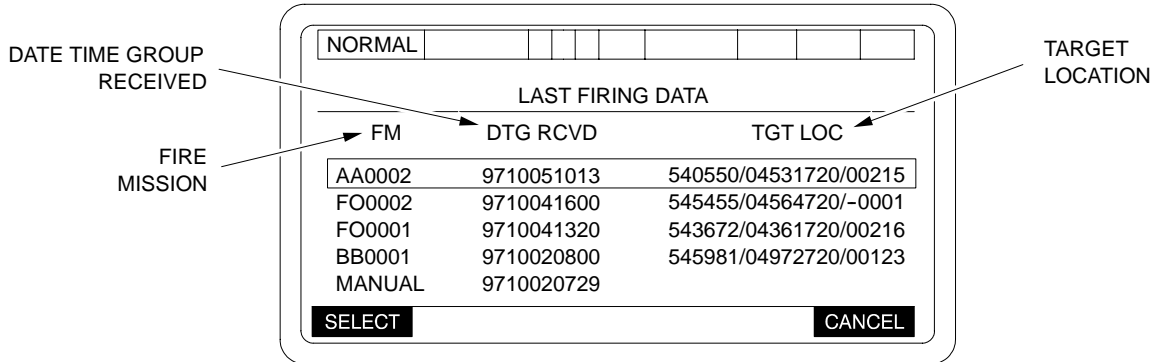 DATE TIME GROUP
RECEIVED
FIRE
MISSION
TARGET
LOCATION
NORMAL
LAST FIRING DATA
FM DTG RCVD TGT LOC
AA0002 9710051013 540550/04531720/00215
FO0002 9710041600 545455/04564720/-0001
FO0001 9710041320 543672/04361720/00216
BB0001 9710020800 545981/04972720/00123
MANUAL 9710020729
SELECT CANCEL